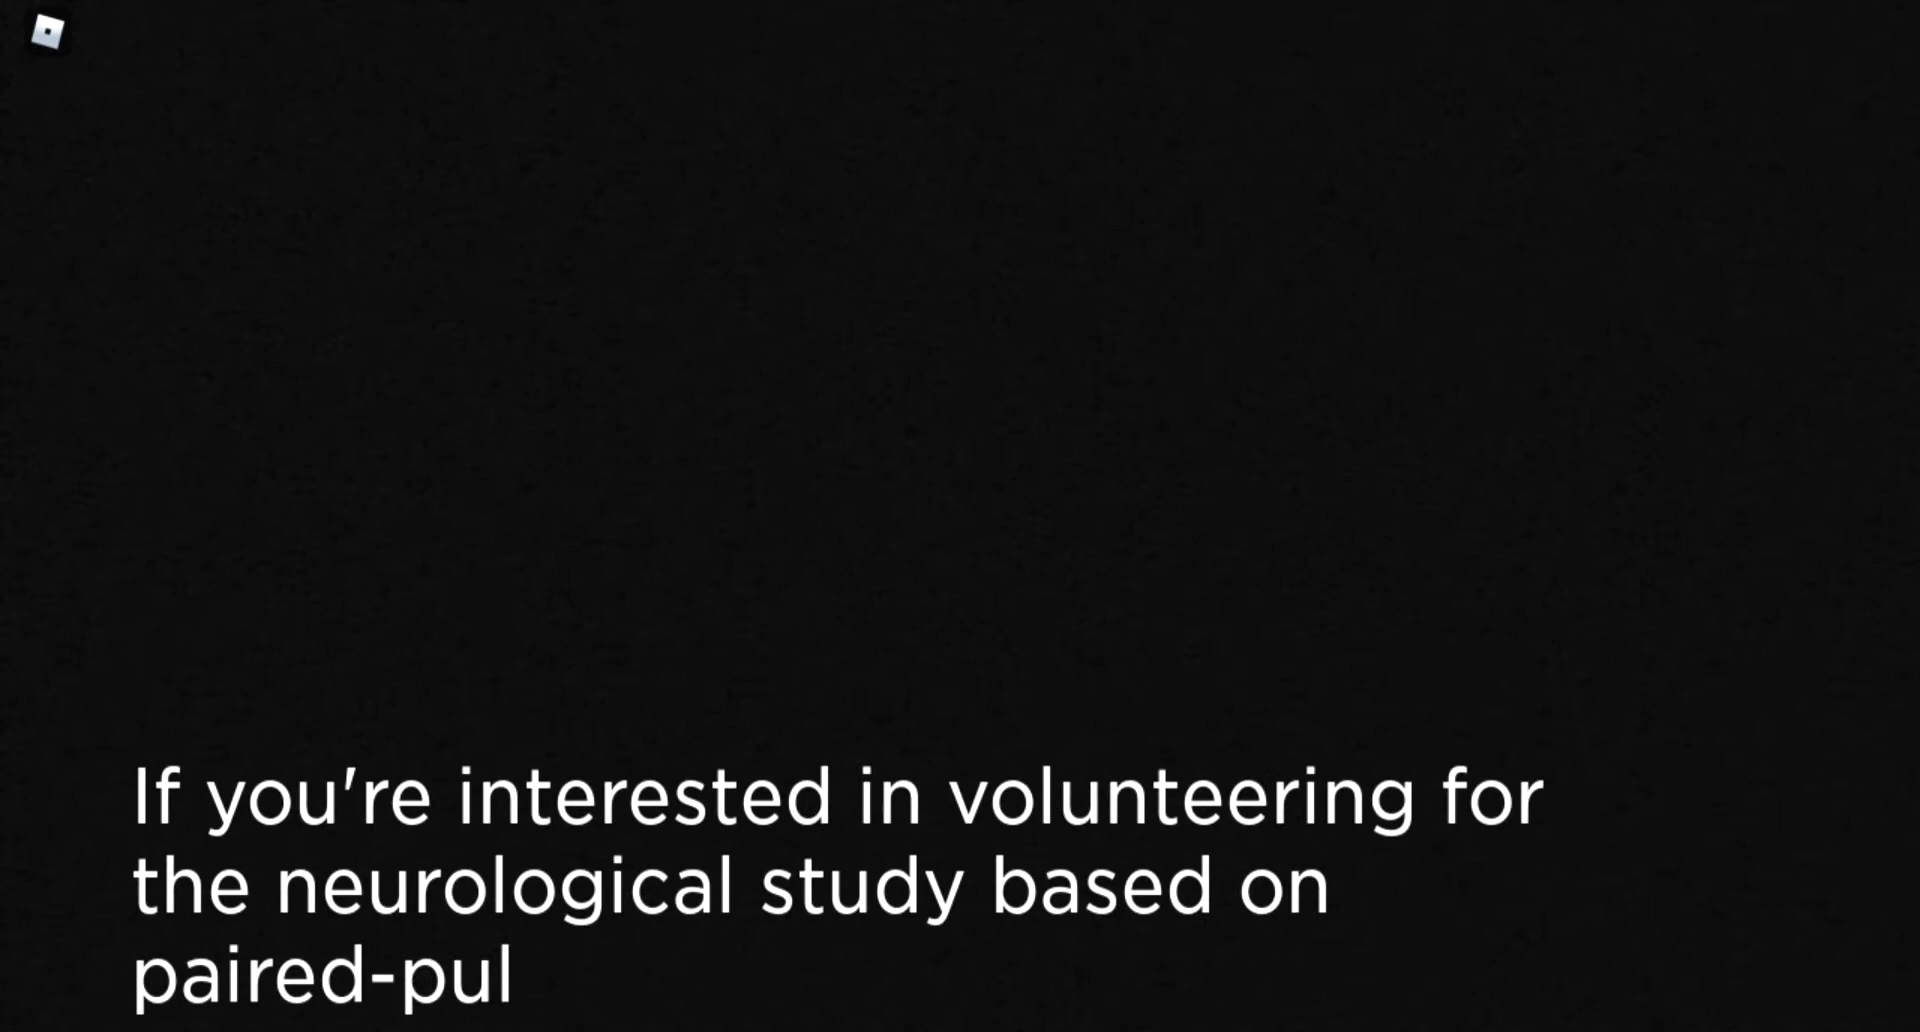 If you're interested in volunteering for
the neurological study based on
paired-pul